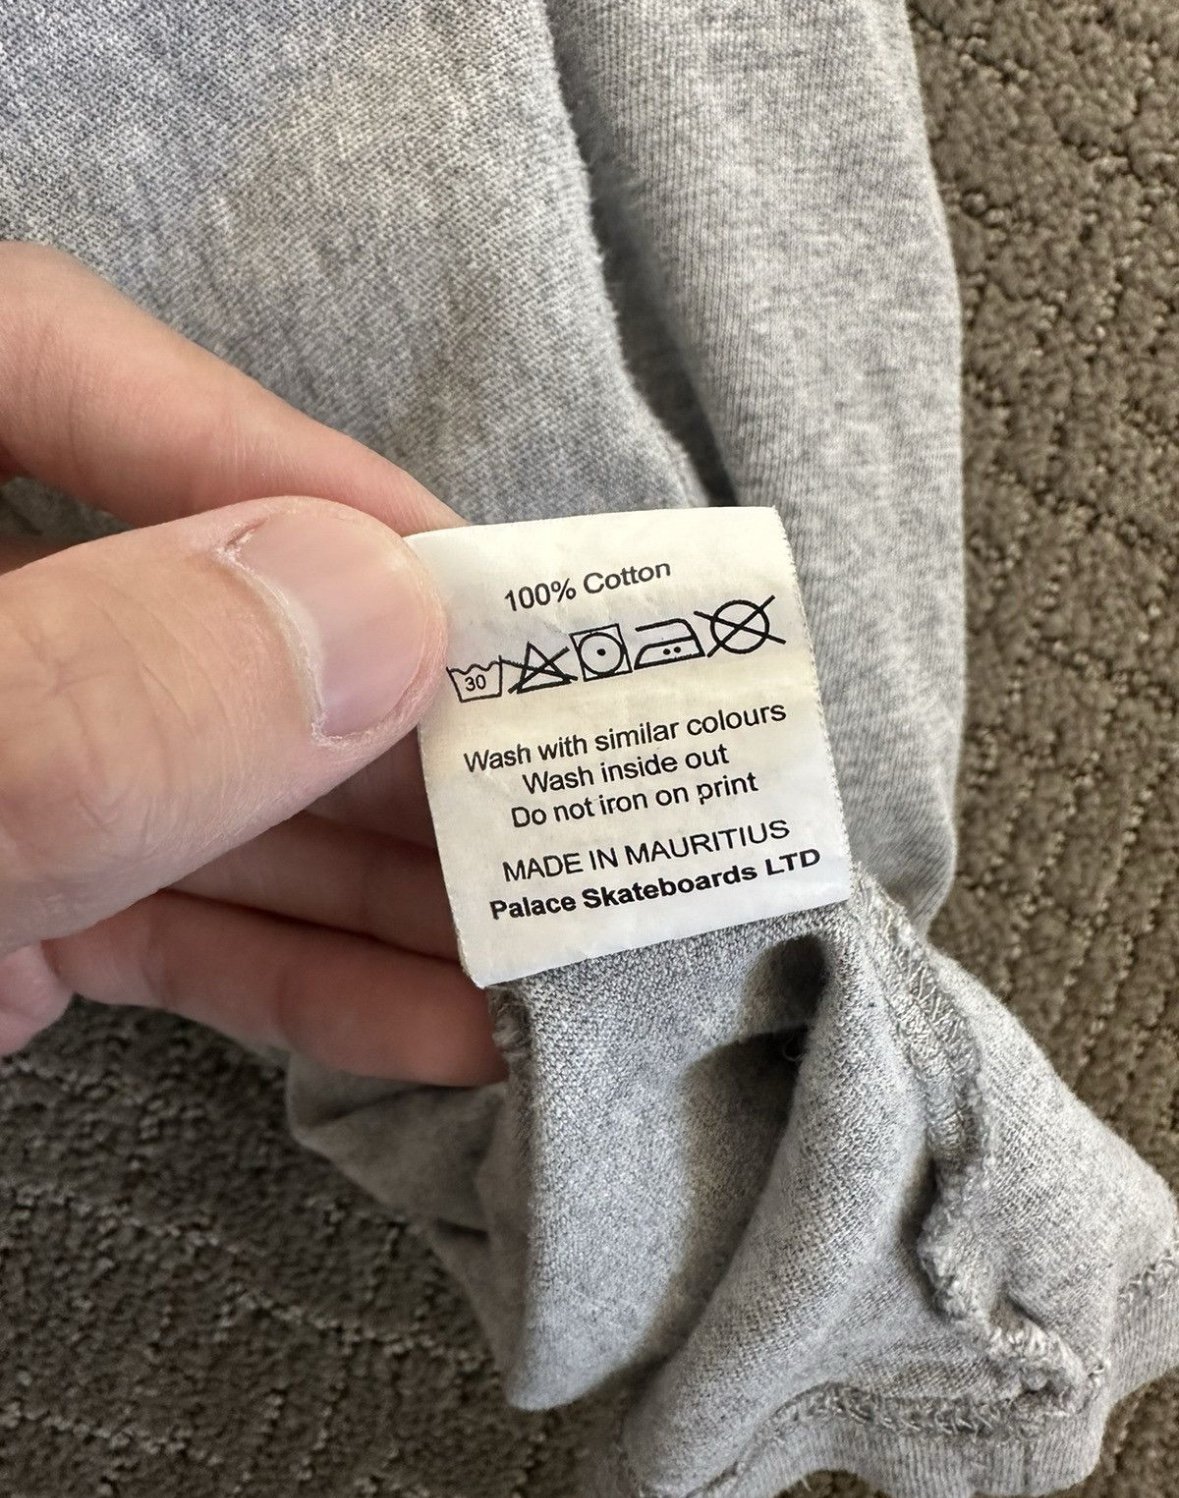 100% Cotton
30
Wash with similar colours
Wash inside out
Do not iron on print
MADE IN MAURITIUS
Palace Skateboards LTD